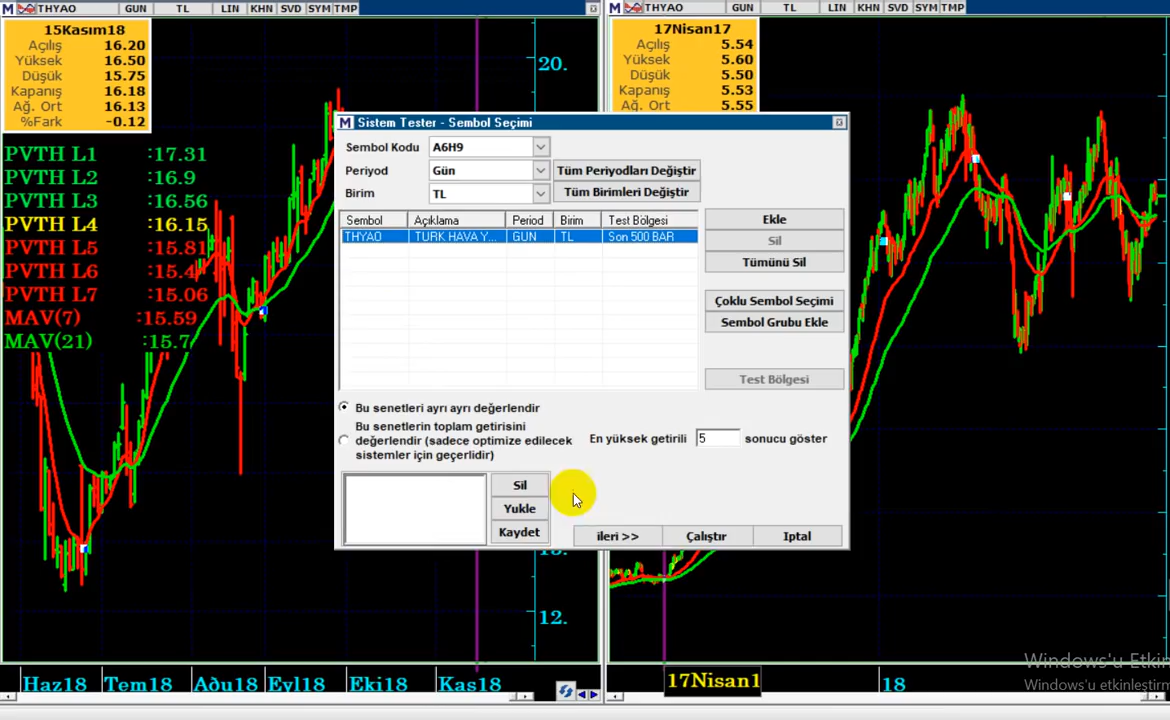 M THYAO GUN TL LIN KHN SVD SYM TMP
15Kasım18
Açılış 16.20
Yüksek 16.50
Düşük 15.75
Kapanış 16.18
Ağ. Ort 16.13
%Fark -0.12
PVTH L1 :17.31
PVTH L2 :16.9
PVTH L3 :16.56
PVTH L4 :16.15
PVTH L5 :15.81
PVTH L6 :15.4
PVTH L7 :15.06
MAV(7) :15.59
MAV(21) :15.7
20.
12.
Haz18 Tem18 Aðu18 Eyl18 Eki18 Kas18
M THYAO GUN TL LIN KHN SVD SYM TMP
17Nisan17
Açılış 5.54
Yüksek 5.60
Düşük 5.50
Kapanış 5.53
Ağ. Ort 5.55
17Nisan1 18
M Sistem Tester - Sembol Seçimi
Sembol Kodu A6H9
Periyod Gün Tüm Periyodları Değiştir
Birim TL Tüm Birimleri Değiştir
Sembol Açıklama Period Birim Test Bölgesi
THYAO TURK HAVA Y... GUN TL Son 500 BAR
Ekle
Sil
Tümünü Sil
Çoklu Sembol Seçimi
Sembol Grubu Ekle
Test Bölgesi
Bu senetleri ayrı ayrı değerlendir
Bu senetlerin toplam getirisini
değerlendir (sadece optimize edilecek
sistemler için geçerlidir)
En yüksek getirili 5 sonucu göster
Sil
Yukle
Kaydet
ileri >> Çalıştır Iptal
Windows'u Etkin
Windows'u etkinleştirm